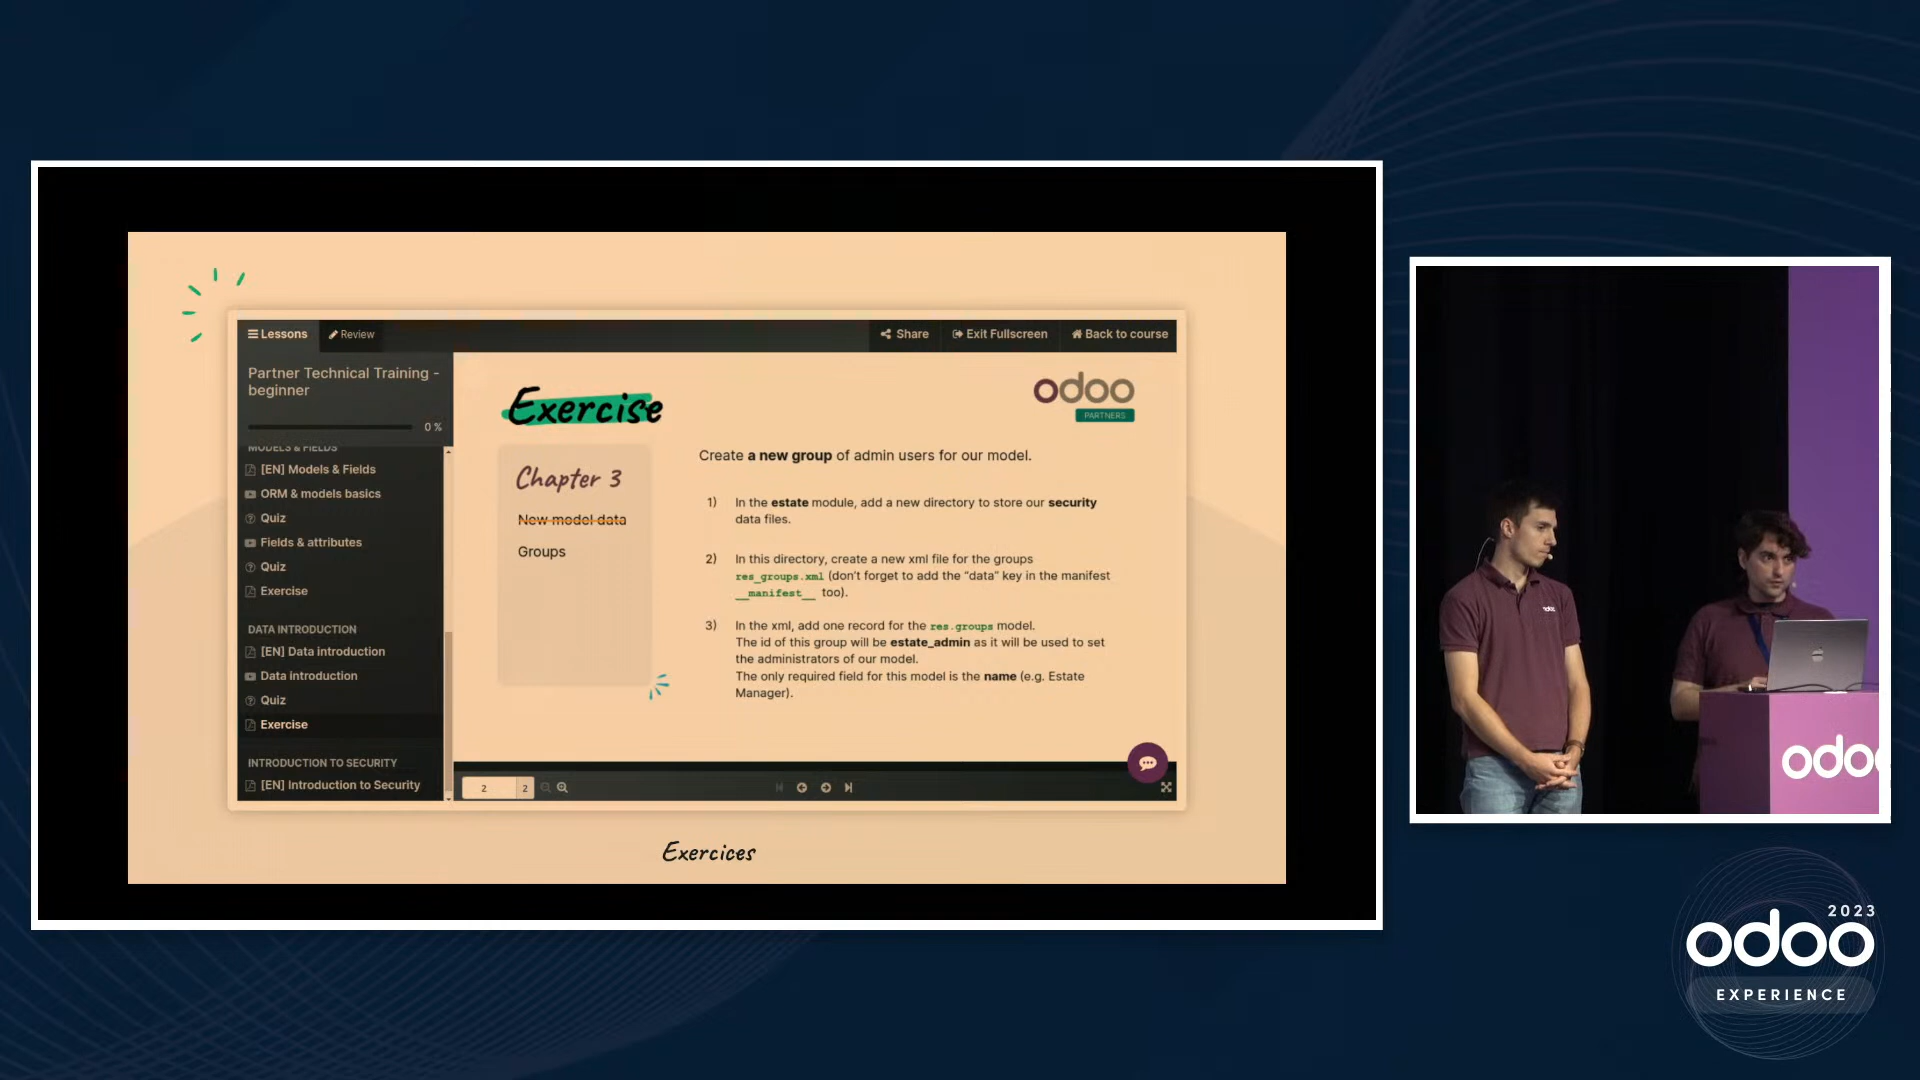 Lessons
Review
Share
Exit Fullscreen
Back to course
Partner Technical Training -
beginner
0 %
MODELS & FIELDS
[EN] Models & Fields
ORM & models basics
Quiz
Fields & attributes
Quiz
Exercise
DATA INTRODUCTION
[EN] Data introduction
Data introduction
Quiz
Exercise
INTRODUCTION TO SECURITY
[EN] Introduction to Security
Exercise
odoo
PARTNERS
Chapter 3
New model data
Groups
Create a new group of admin users for our model.
1) In the estate module, add a new directory to store our security
data files.
2) In this directory, create a new xml file for the groups
res_groups.xml (don't forget to add the "data" key in the manifest
__manifest__ too).
3) In the xml, add one record for the res.groups model.
The id of this group will be estate_admin as it will be used to set
the administrators of our model.
The only required field for this model is the name (e.g. Estate
Manager).
2 2
Exercices
odoo
odoo
2023
odoo
EXPERIENCE